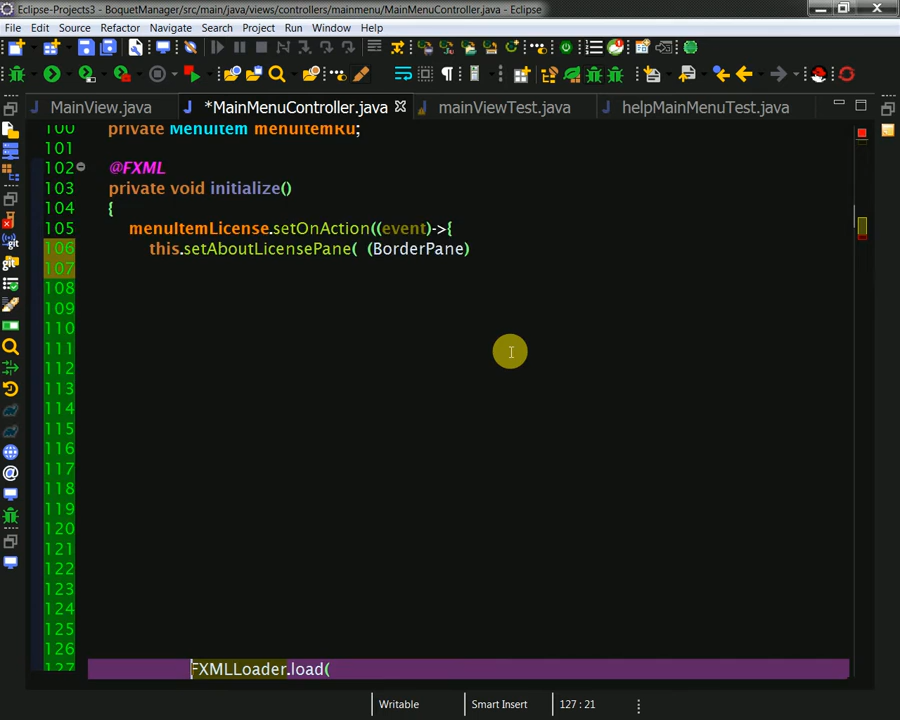 Eclipse-Projects3 - BoquetManager/src/main/java/views/controllers/mainmenu/MainMenuController.java - Eclipse
File Edit Source Refactor Navigate Search Project Run Window Help
MainView.java *MainMenuController.java mainViewTest.java helpMainMenuTest.java
100 private MenuItem menuItemRu;
101
102 @FXML
103 private void initialize()
104 {
105 menuItemLicense.setOnAction((event)->{
106 this.setAboutLicensePane( (BorderPane)
107
108
109
110
111
112
113
114
115
116
117
118
119
120
121
122
123
124
125
126
127 FXMLLoader.load(
Writable Smart Insert 127 : 21